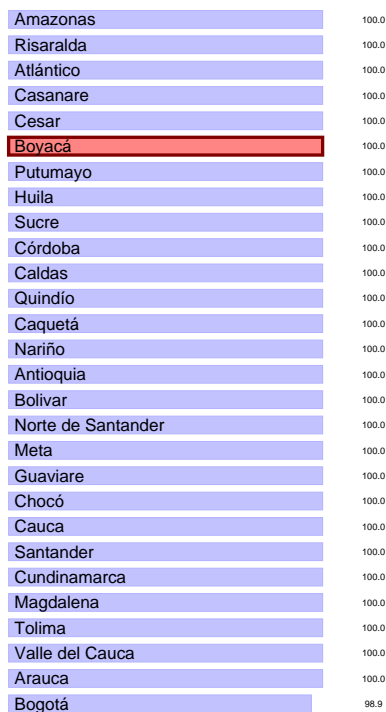 Amazonas 100.0
Risaralda 100.0
Atlántico 100.0
Casanare 100.0
Cesar 100.0
Boyacá 100.0
Putumayo 100.0
Huila 100.0
Sucre 100.0
Córdoba 100.0
Caldas 100.0
Quindío 100.0
Caquetá 100.0
Nariño 100.0
Antioquia 100.0
Bolivar 100.0
Norte de Santander 100.0
Meta 100.0
Guaviare 100.0
Chocó 100.0
Cauca 100.0
Santander 100.0
Cundinamarca 100.0
Magdalena 100.0
Tolima 100.0
Valle del Cauca 100.0
Arauca 100.0
Bogotá 98.9